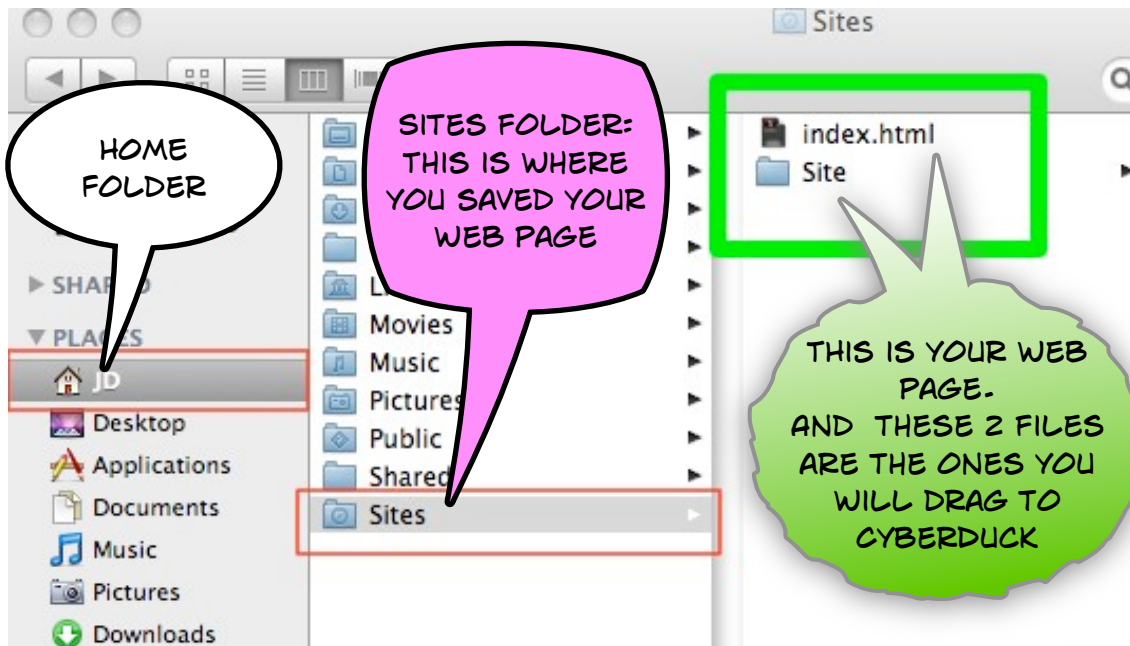 Sites
HOME
FOLDER
SITES FOLDER:
THIS IS WHERE
YOU SAVED YOUR
WEB PAGE
index.html
Site
THIS IS YOUR WEB
PAGE.
AND THESE 2 FILES
ARE THE ONES YOU
WILL DRAG TO
CYBERDUCK
PLACES
JD
Desktop
Applications
Documents
Music
Pictures
Downloads
Movies
Music
Pictures
Public
Shared
Sites